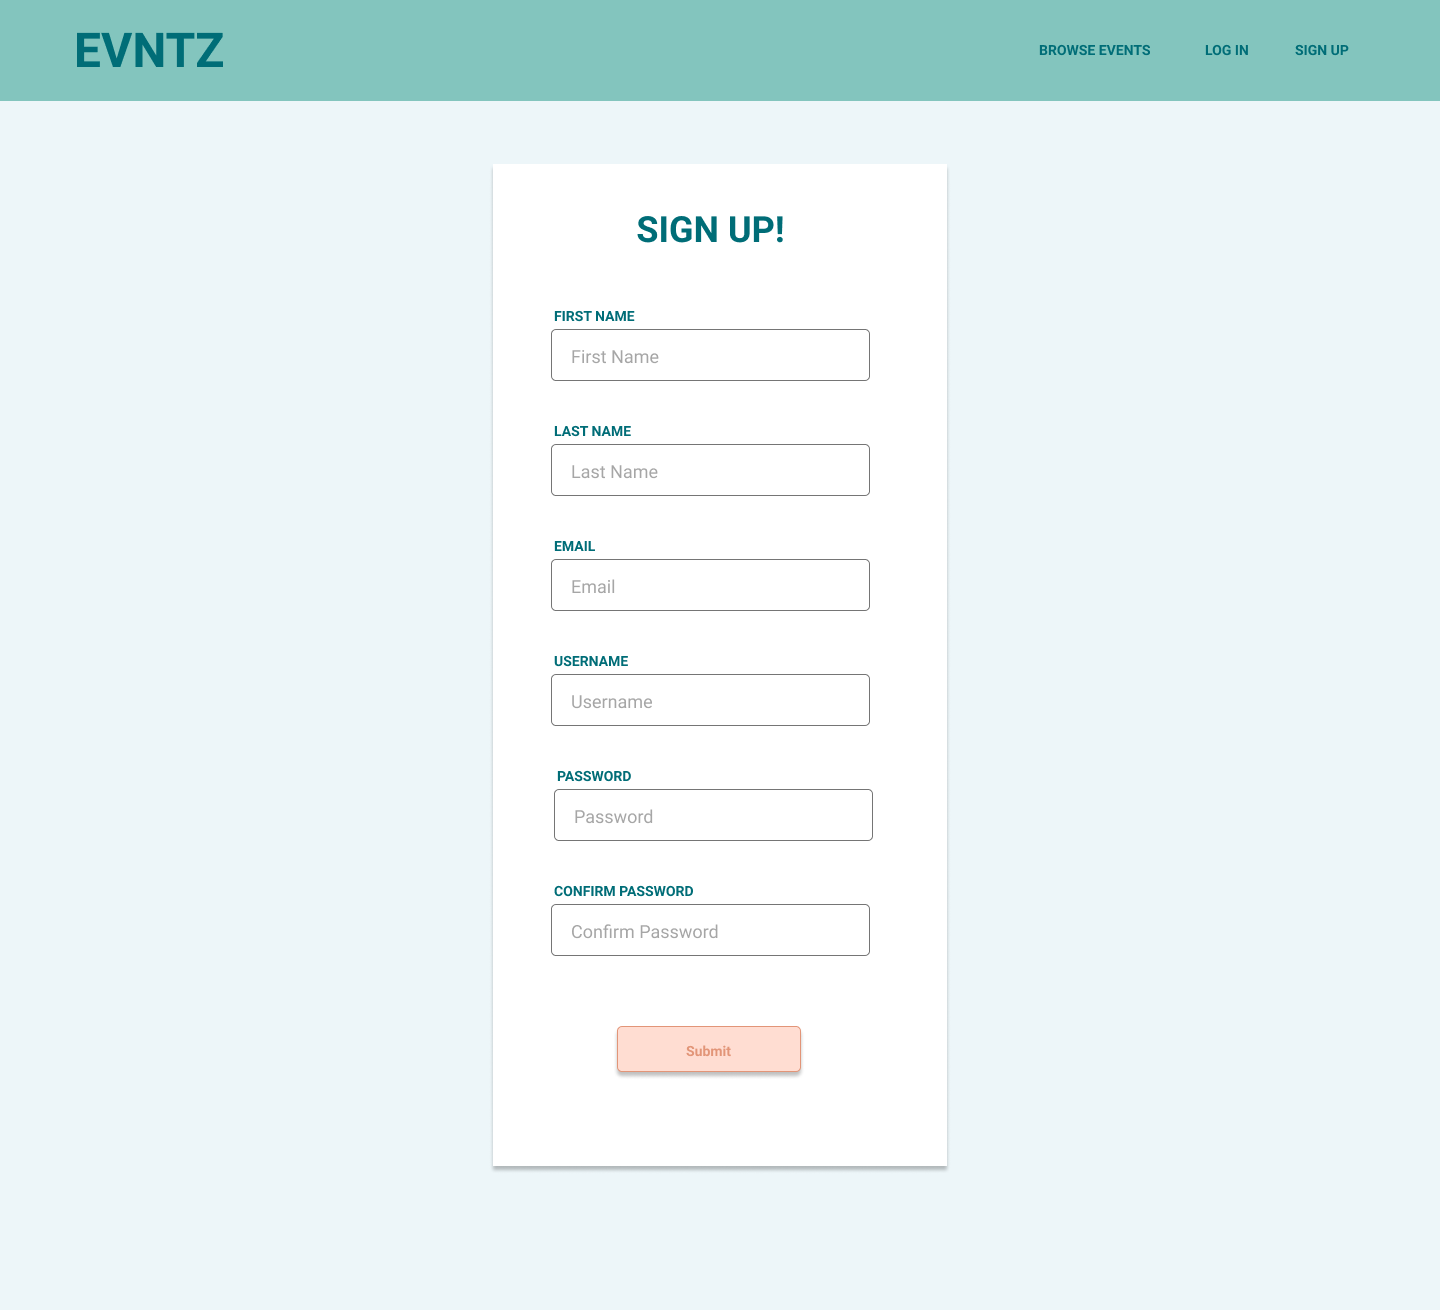 EVNTZ
BROWSE EVENTS LOG IN SIGN UP
SIGN UP!
FIRST NAME
First Name
LAST NAME
Last Name
EMAIL
Email
USERNAME
Username
PASSWORD
Password
CONFIRM PASSWORD
Confirm Password
Submit